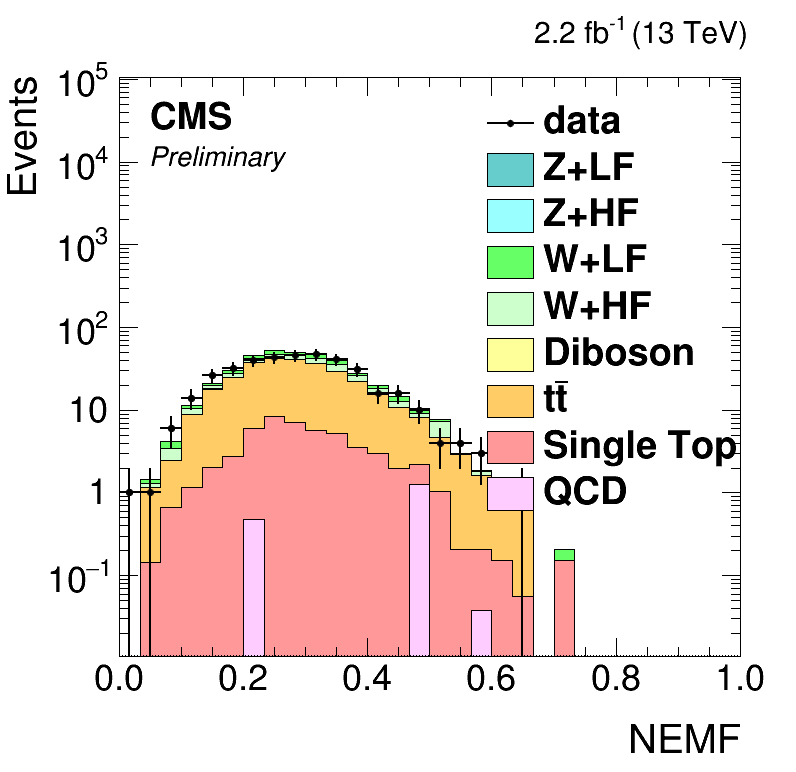 2.2 fb⁻¹ (13 TeV)
CMS
Preliminary
Events
10⁵
10⁴
10³
10²
10
1
10⁻¹
data
Z+LF
Z+HF
W+LF
W+HF
Diboson
tt̄
Single Top
QCD
0.0 0.2 0.4 0.6 0.8 1.0
NEMF